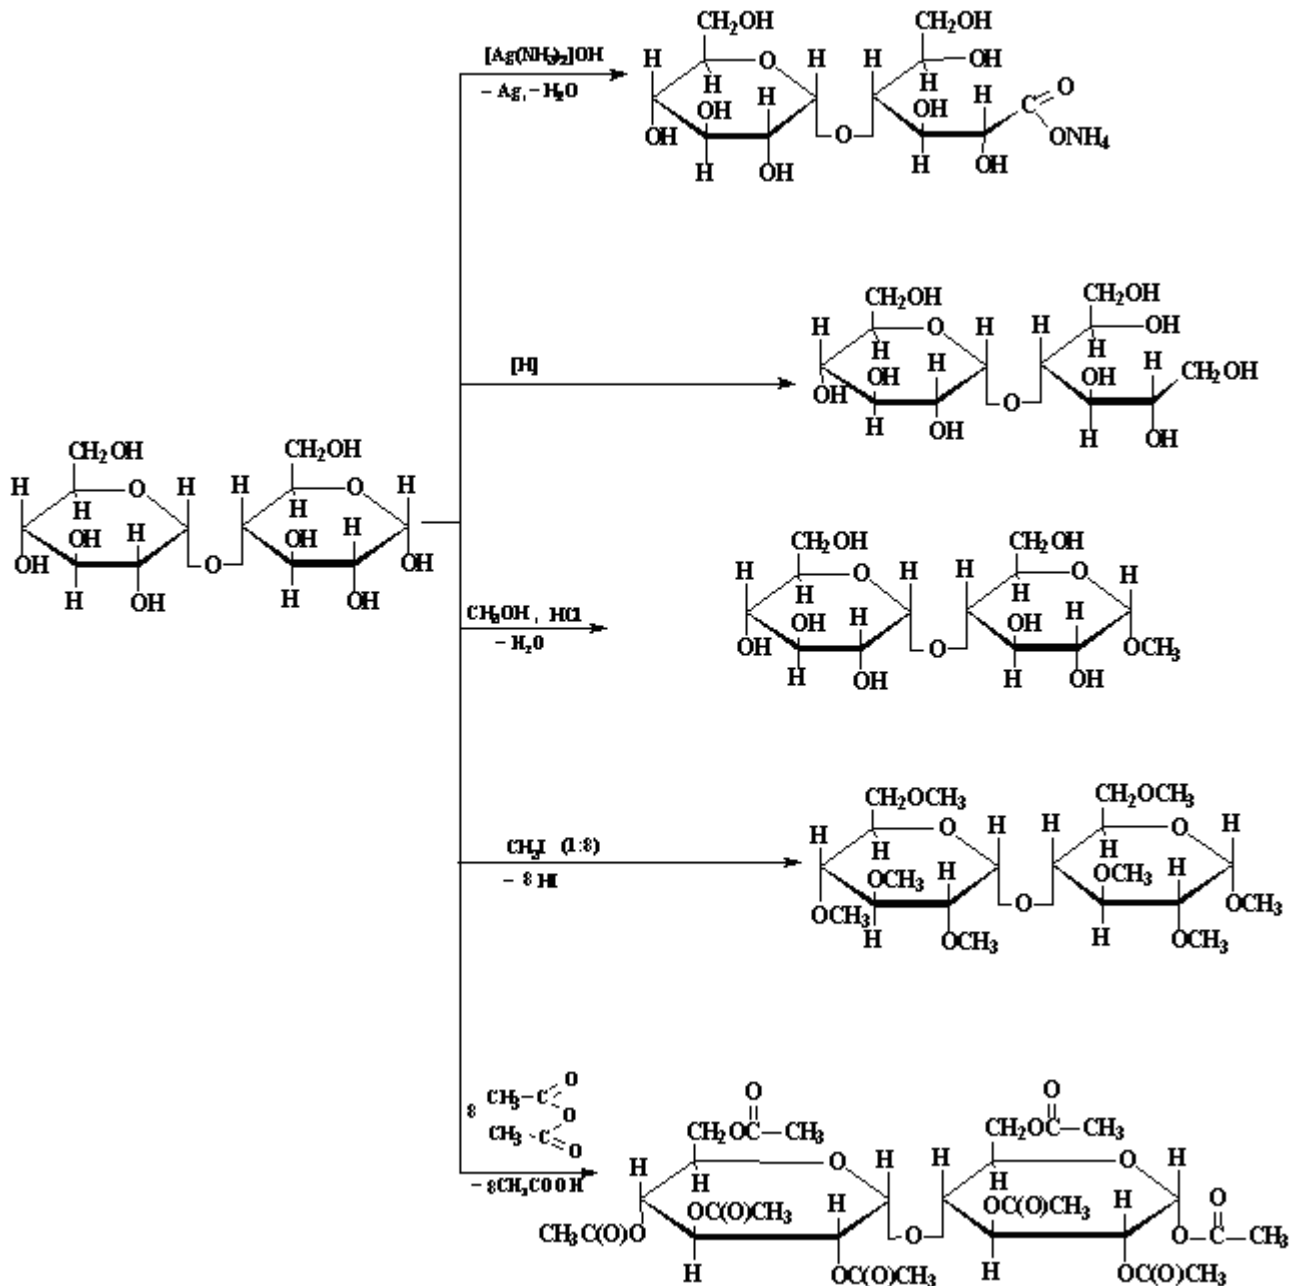 [Ag(NH3)2]OH
– Ag, – H2O
CH2OH CH2OH
H O H H OH
H H O
OH H OH H C
OH O ONH4
H OH H OH
[H]
CH2OH CH2OH
H O H H OH
H H
OH H OH H CH2OH
OH O
H OH H OH
CH2OH CH2OH
H O H H O H
H H
OH H OH H
OH O OH
H OH H OH
CH3OH, HCl
– H2O
CH2OH CH2OH
H O H H O H
H H
OH H OH H
OH O OCH3
H OH H OH
CH3I (1:8)
– 8 HI
CH2OCH3 CH2OCH3
H O H H O H
H H
OCH3 H OCH3 H
OCH3 O OCH3
H OCH3 H OCH3
8 CH3–C O
O
CH3–C O
– 8CH3COOH
O O
CH2OC–CH3 CH2OC–CH3
H O H H O H
H H
OC(O)CH3 H OC(O)CH3 H O
CH3C(O)O O O–C–CH3
H OC(O)CH3 H OC(O)CH3